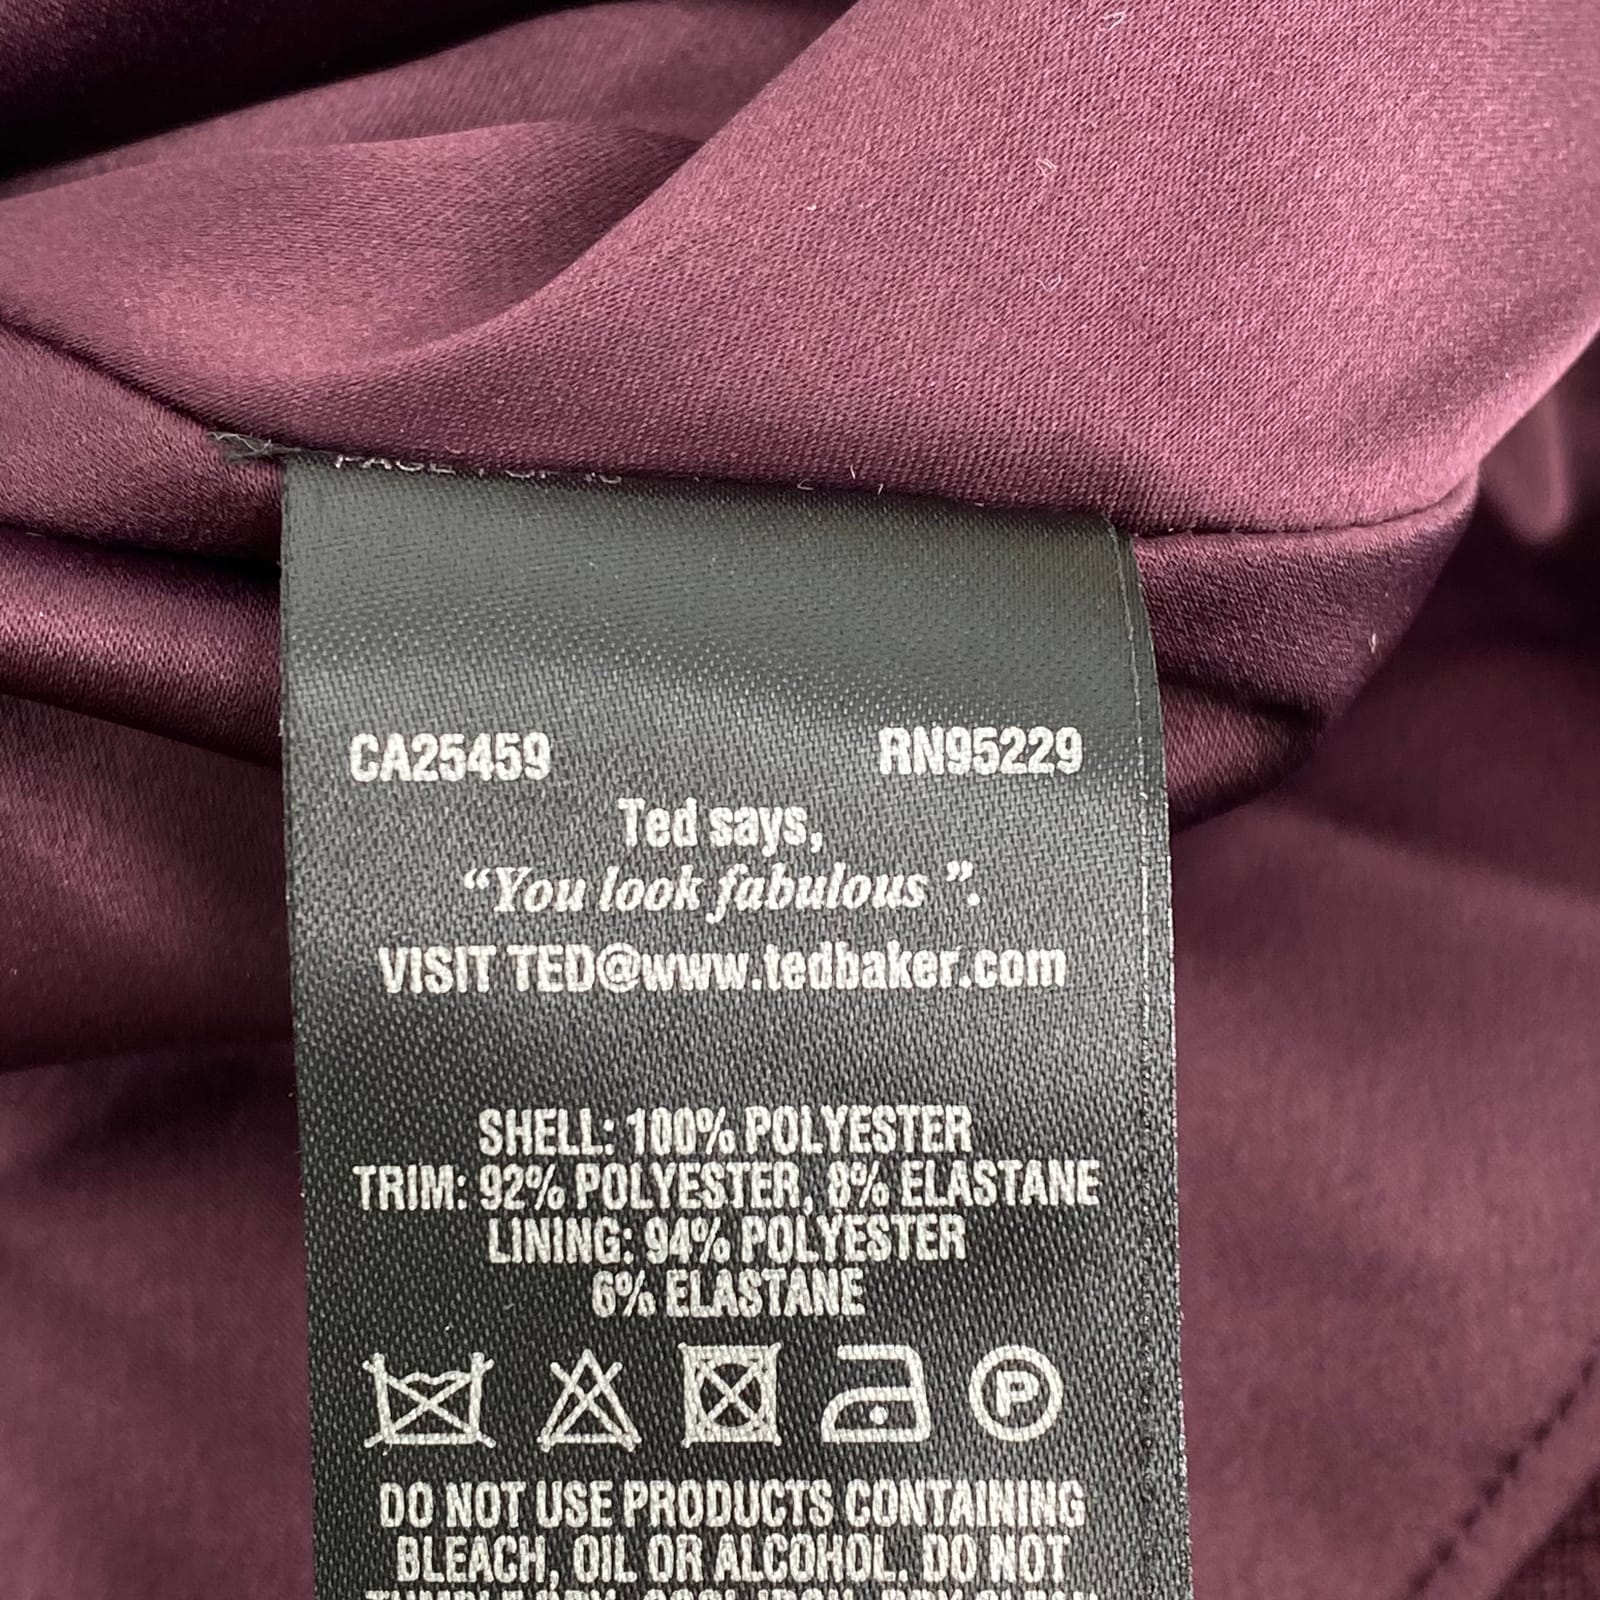 CA25459 RN95229
Ted says,
“You look fabulous ”.
VISIT TED@www.tedbaker.com
SHELL: 100% POLYESTER
TRIM: 92% POLYESTER, 8% ELASTANE
LINING: 94% POLYESTER
6% ELASTANE
P
DO NOT USE PRODUCTS CONTAINING
BLEACH, OIL OR ALCOHOL. DO NOT